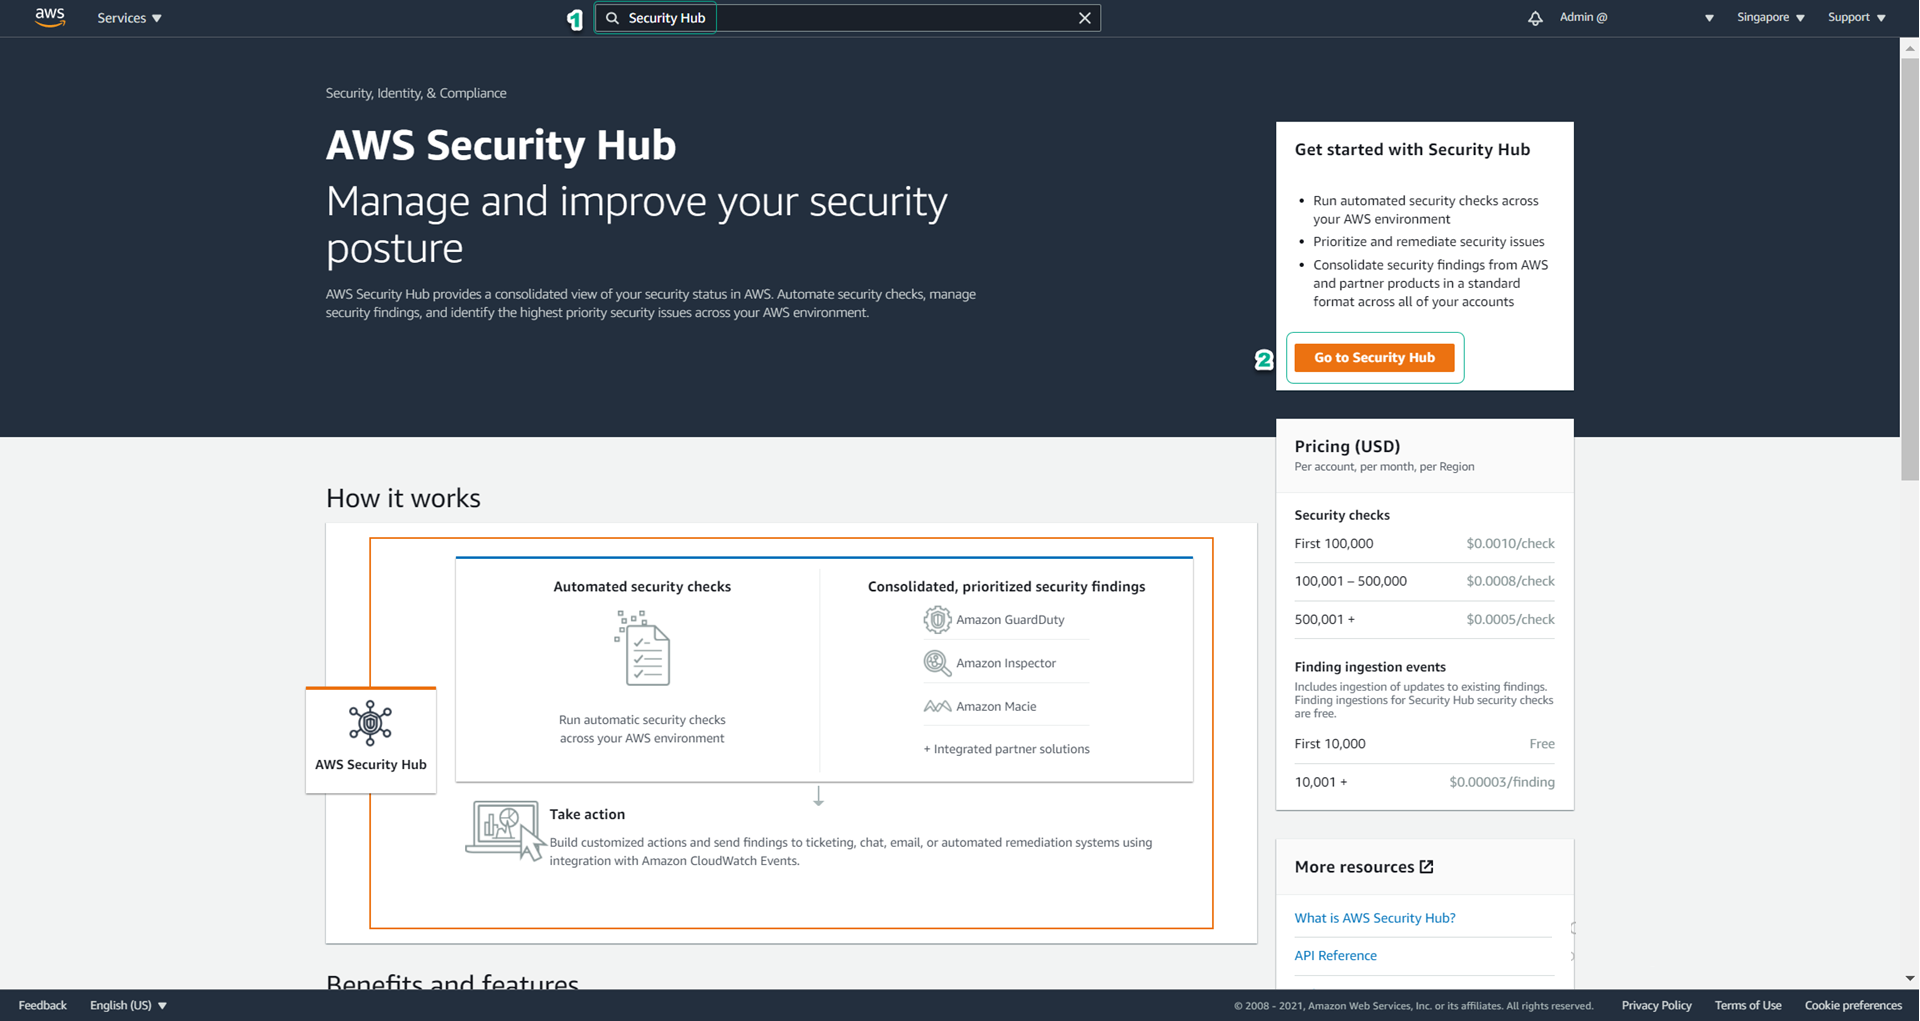 aws
Services
1
Security Hub
Admin @
Singapore
Support
Security, Identity, & Compliance
AWS Security Hub
Manage and improve your security
posture
AWS Security Hub provides a consolidated view of your security status in AWS. Automate security checks, manage
security findings, and identify the highest priority security issues across your AWS environment.
Get started with Security Hub
• Run automated security checks across
your AWS environment
• Prioritize and remediate security issues
• Consolidate security findings from AWS
and partner products in a standard
format across all of your accounts
2
Go to Security Hub
Pricing (USD)
Per account, per month, per Region
Security checks
First 100,000 $0.0010/check
100,001 – 500,000 $0.0008/check
500,001 + $0.0005/check
Finding ingestion events
Includes ingestion of updates to existing findings.
Finding ingestions for Security Hub security checks
are free.
First 10,000 Free
10,001 + $0.00003/finding
More resources
What is AWS Security Hub?
API Reference
How it works
AWS Security Hub
Automated security checks
Run automatic security checks
across your AWS environment
Consolidated, prioritized security findings
Amazon GuardDuty
Amazon Inspector
Amazon Macie
+ Integrated partner solutions
Take action
Build customized actions and send findings to ticketing, chat, email, or automated remediation systems using
integration with Amazon CloudWatch Events.
Benefits and features
Feedback
English (US)
© 2008 - 2021, Amazon Web Services, Inc. or its affiliates. All rights reserved.
Privacy Policy
Terms of Use
Cookie preferences